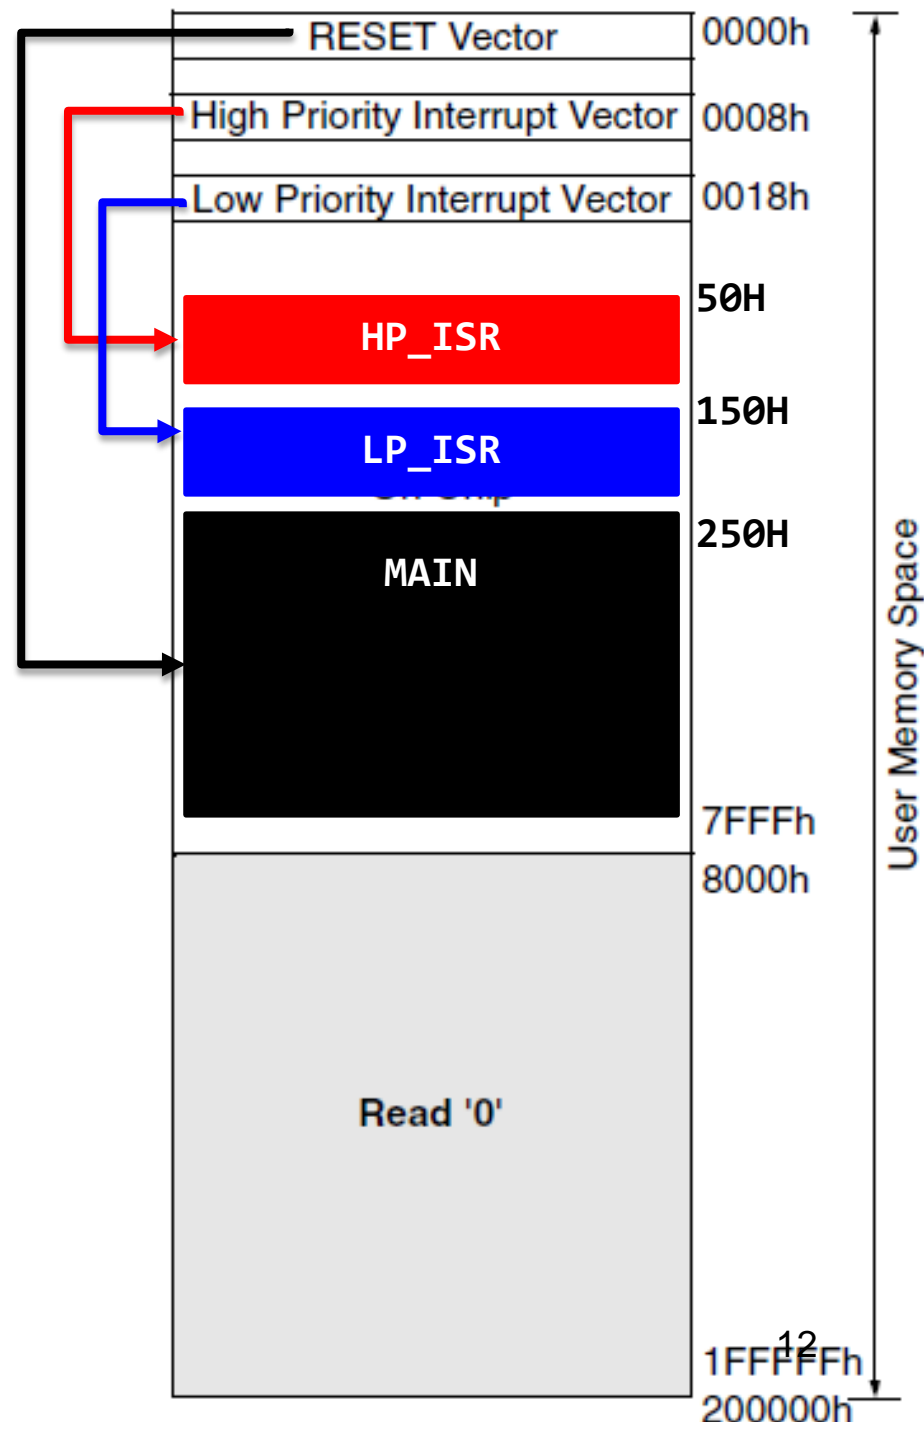 RESET Vector 0000h
High Priority Interrupt Vector 0008h
Low Priority Interrupt Vector 0018h
50H
HP_ISR
150H
LP_ISR
250H
MAIN
User Memory Space
7FFFh
8000h
Read '0'
12
1FFFFFh
200000h